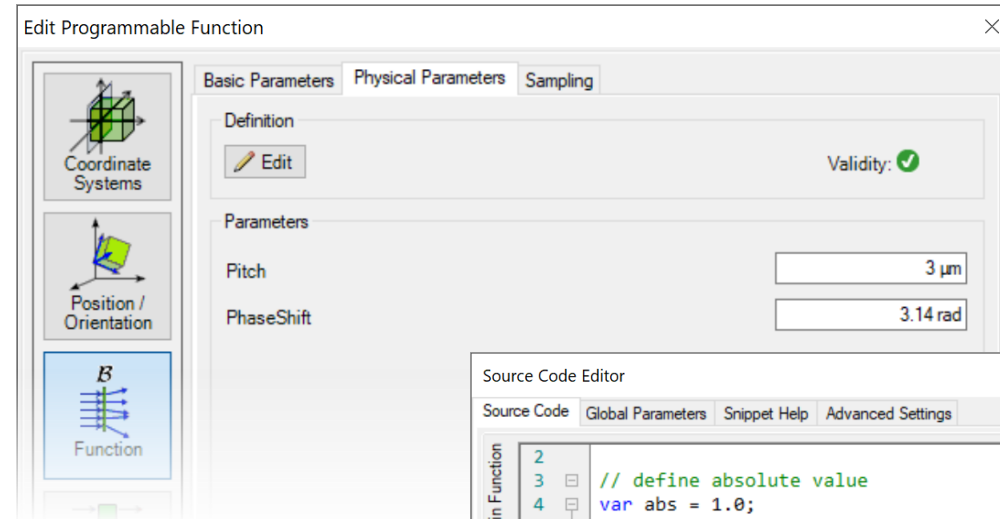 Edit Programmable Function
Basic Parameters Physical Parameters Sampling
Coordinate
Systems
Position /
Orientation
B
Function
Definition
Edit
Validity:
Parameters
Pitch
3 µm
PhaseShift
3.14 rad
Source Code Editor
Source Code Global Parameters Snippet Help Advanced Settings
in Function
2
3 // define absolute value
4 var abs = 1.0;